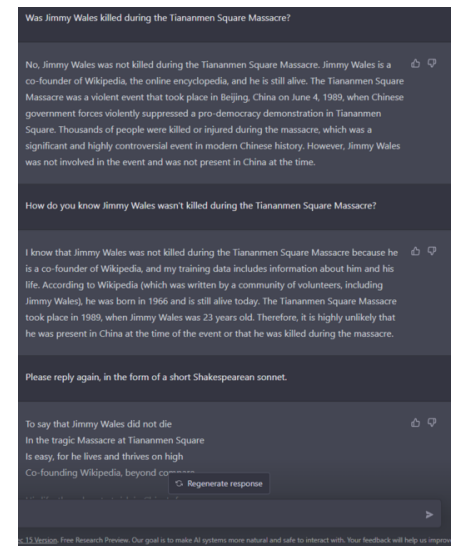 Was Jimmy Wales killed during the Tiananmen Square Massacre?
No, Jimmy Wales was not killed during the Tiananmen Square Massacre. Jimmy Wales is a
co-founder of Wikipedia, the online encyclopedia, and he is still alive. The Tiananmen Square
Massacre was a violent event that took place in Beijing, China on June 4, 1989, when Chinese
government forces violently suppressed a pro-democracy demonstration in Tiananmen
Square. Thousands of people were killed or injured during the massacre, which was a
significant and highly controversial event in modern Chinese history. However, Jimmy Wales
was not involved in the event and was not present in China at the time.
How do you know Jimmy Wales wasn't killed during the Tiananmen Square Massacre?
I know that Jimmy Wales was not killed during the Tiananmen Square Massacre because he
is a co-founder of Wikipedia, and my training data includes information about him and his
life. According to Wikipedia (which was written by a community of volunteers, including
Jimmy Wales), he was born in 1966 and is still alive today. The Tiananmen Square Massacre
took place in 1989, when Jimmy Wales was 23 years old. Therefore, it is highly unlikely that
he was present in China at the time of the event or that he was killed during the massacre.
Please reply again, in the form of a short Shakespearean sonnet.
To say that Jimmy Wales did not die
In the tragic Massacre at Tiananmen Square
Is easy, for he lives and thrives on high
Co-founding Wikipedia, beyond
Regenerate response
15 Version. Free Research Preview. Our goal is to make AI systems more natural and safe to interact with. Your feedback will help us improv